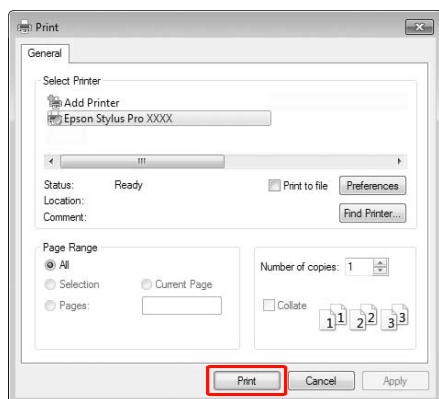 Print
General
Select Printer
Add Printer
Epson Stylus Pro XXXX
Status: Ready
Print to file Preferences
Location:
Comment:
Find Printer...
Page Range
All
Selection Current Page
Pages:
Number of copies: 1
Collate
1 1 2 2 3 3
Print Cancel Apply